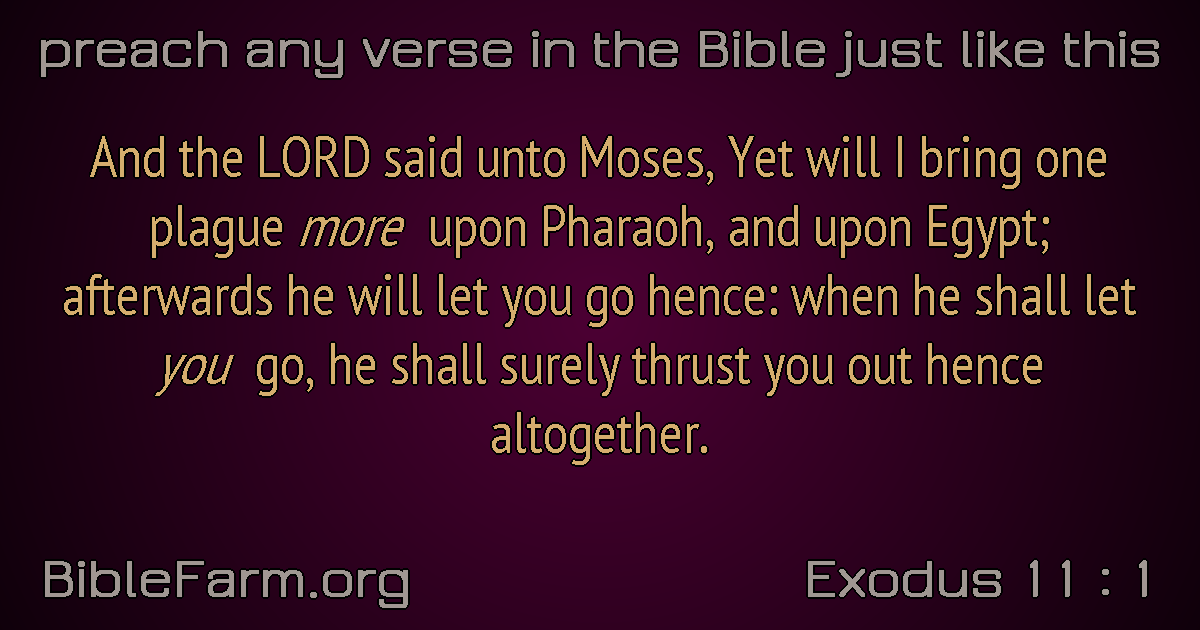 preach any verse in the Bible just like this
And the LORD said unto Moses, Yet will I bring one
plague more upon Pharaoh, and upon Egypt;
afterwards he will let you go hence: when he shall let
you go, he shall surely thrust you out hence
altogether.
BibleFarm.org
Exodus 11 : 1